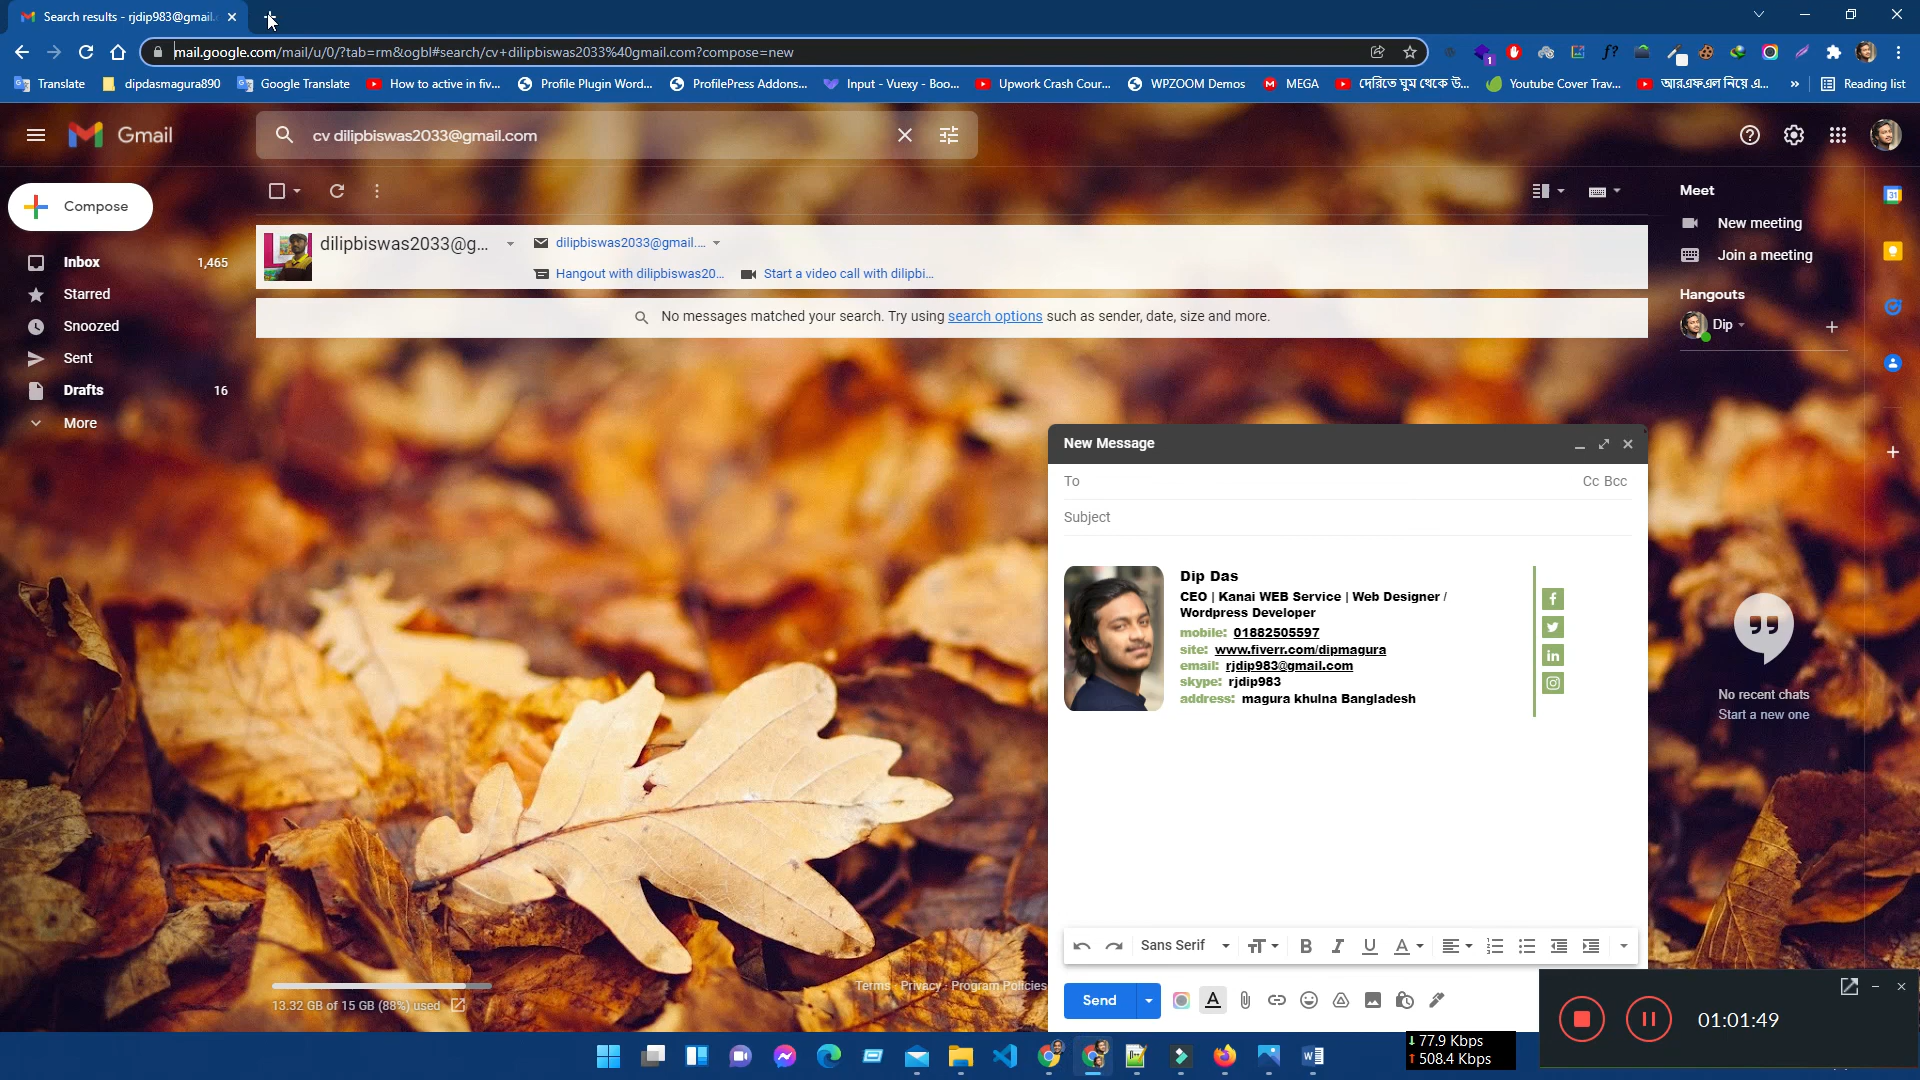 Search results - rjdip983@gmail.
mail.google.com/mail/u/0/?tab=rm&ogbl#search/cv+dilipbiswas2033%40gmail.com?compose=new
1
Translate dipdasmagura890 Google Translate How to active in fiv... Profile Plugin Word... ProfilePress Addons... Input - Vuexy - Boo... Upwork Crash Cour... WPZOOM Demos MEGA দেরিতে ঘুম থেকে উ... Youtube Cover Trav... আরএফএল নিয়ে এ... » Reading list
Gmail
cv dilipbiswas2033@gmail.com
Compose
Inbox 1,465
Starred
Snoozed
Sent
Drafts 16
More
dilipbiswas2033@g...
dilipbiswas2033@gmail....
Hangout with dilipbiswas20... Start a video call with dilipbi...
No messages matched your search. Try using search options such as sender, date, size and more.
Meet
New meeting
Join a meeting
Hangouts
Dip
31
No recent chats
Start a new one
New Message
To Cc Bcc
Subject
Dip Das
CEO | Kanai WEB Service | Web Designer /
Wordpress Developer
mobile: 01882505597
site: www.fiverr.com/dipmagura
email: rjdip983@gmail.com
skype: rjdip983
address: magura khulna Bangladesh
Sans Serif
Send
Terms · Privacy · Program Policies
13.32 GB of 15 GB (88%) used
01:01:49
77.9 Kbps
508.4 Kbps